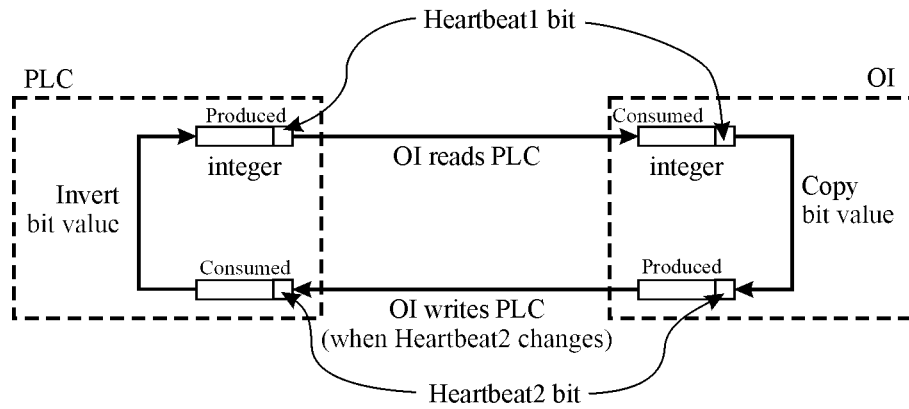 Heartbeat1 bit
PLC
OI
Produced
Consumed
integer
OI reads PLC
integer
Invert
bit value
Copy
bit value
Consumed
Produced
OI writes PLC
(when Heartbeat2 changes)
Heartbeat2 bit